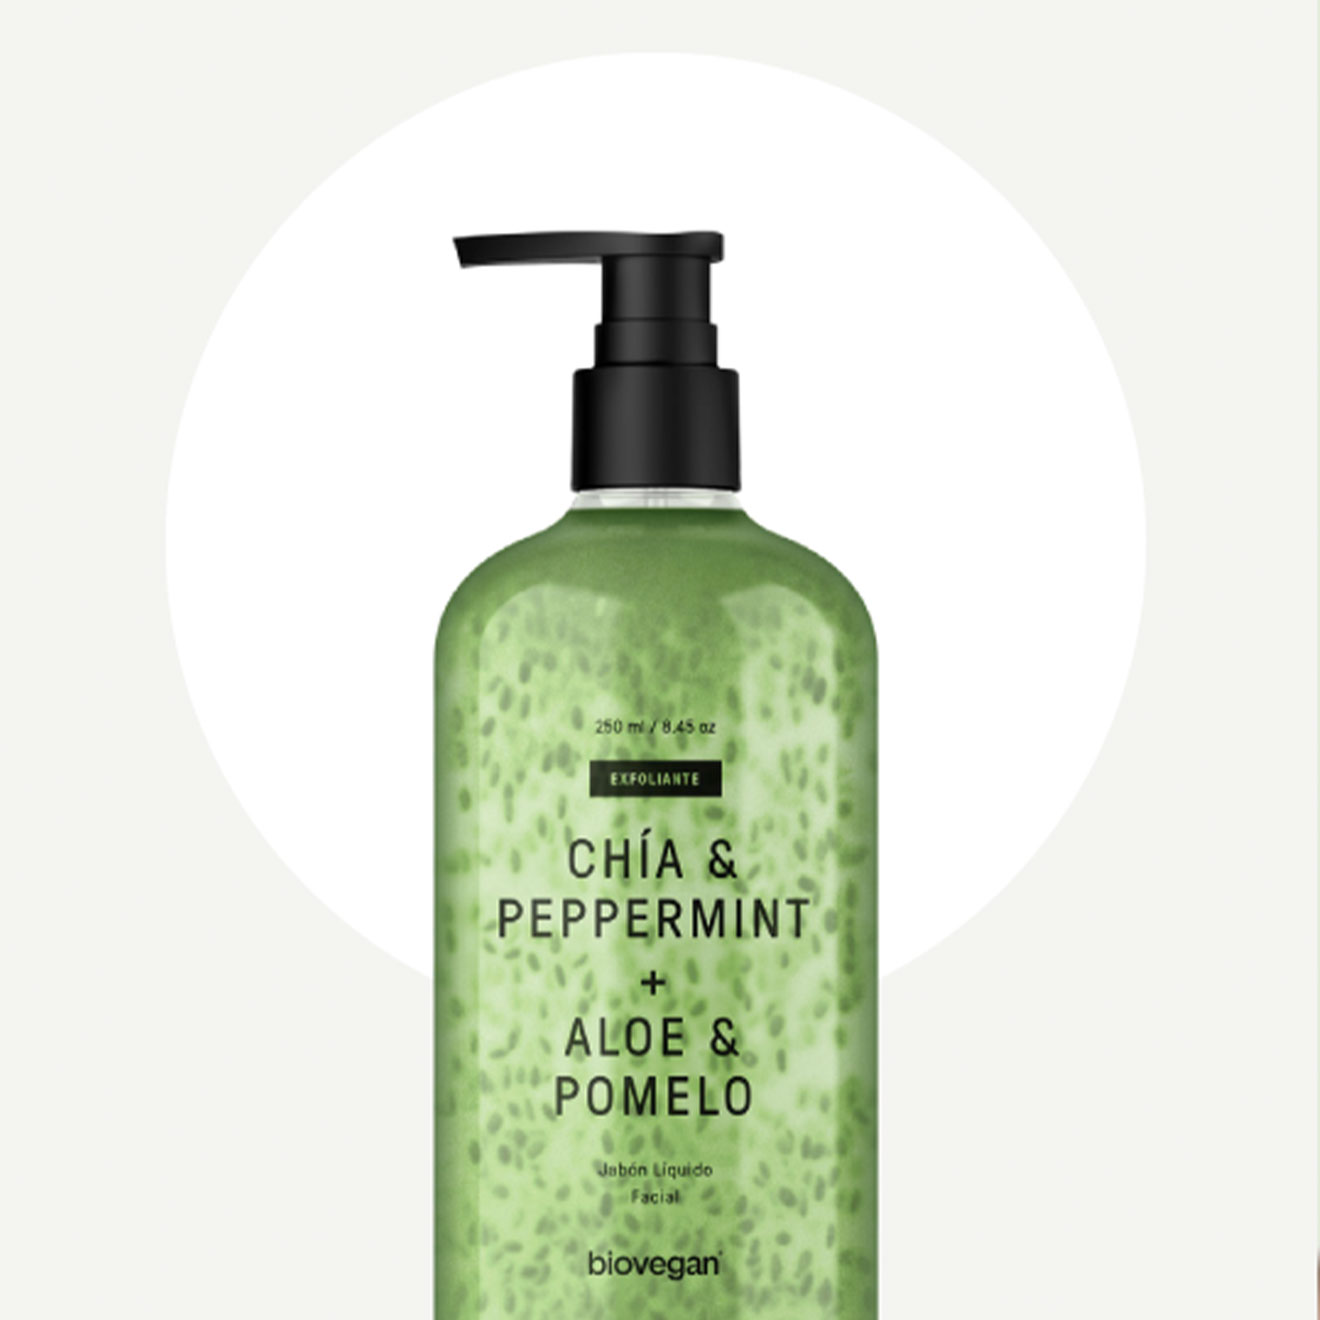 250 ml / 8.45 oz
EXFOLIANTE
CHÍA &
PEPPERMINT
+
ALOE &
POMELO
Jabón Líquido
Facial
biovegan